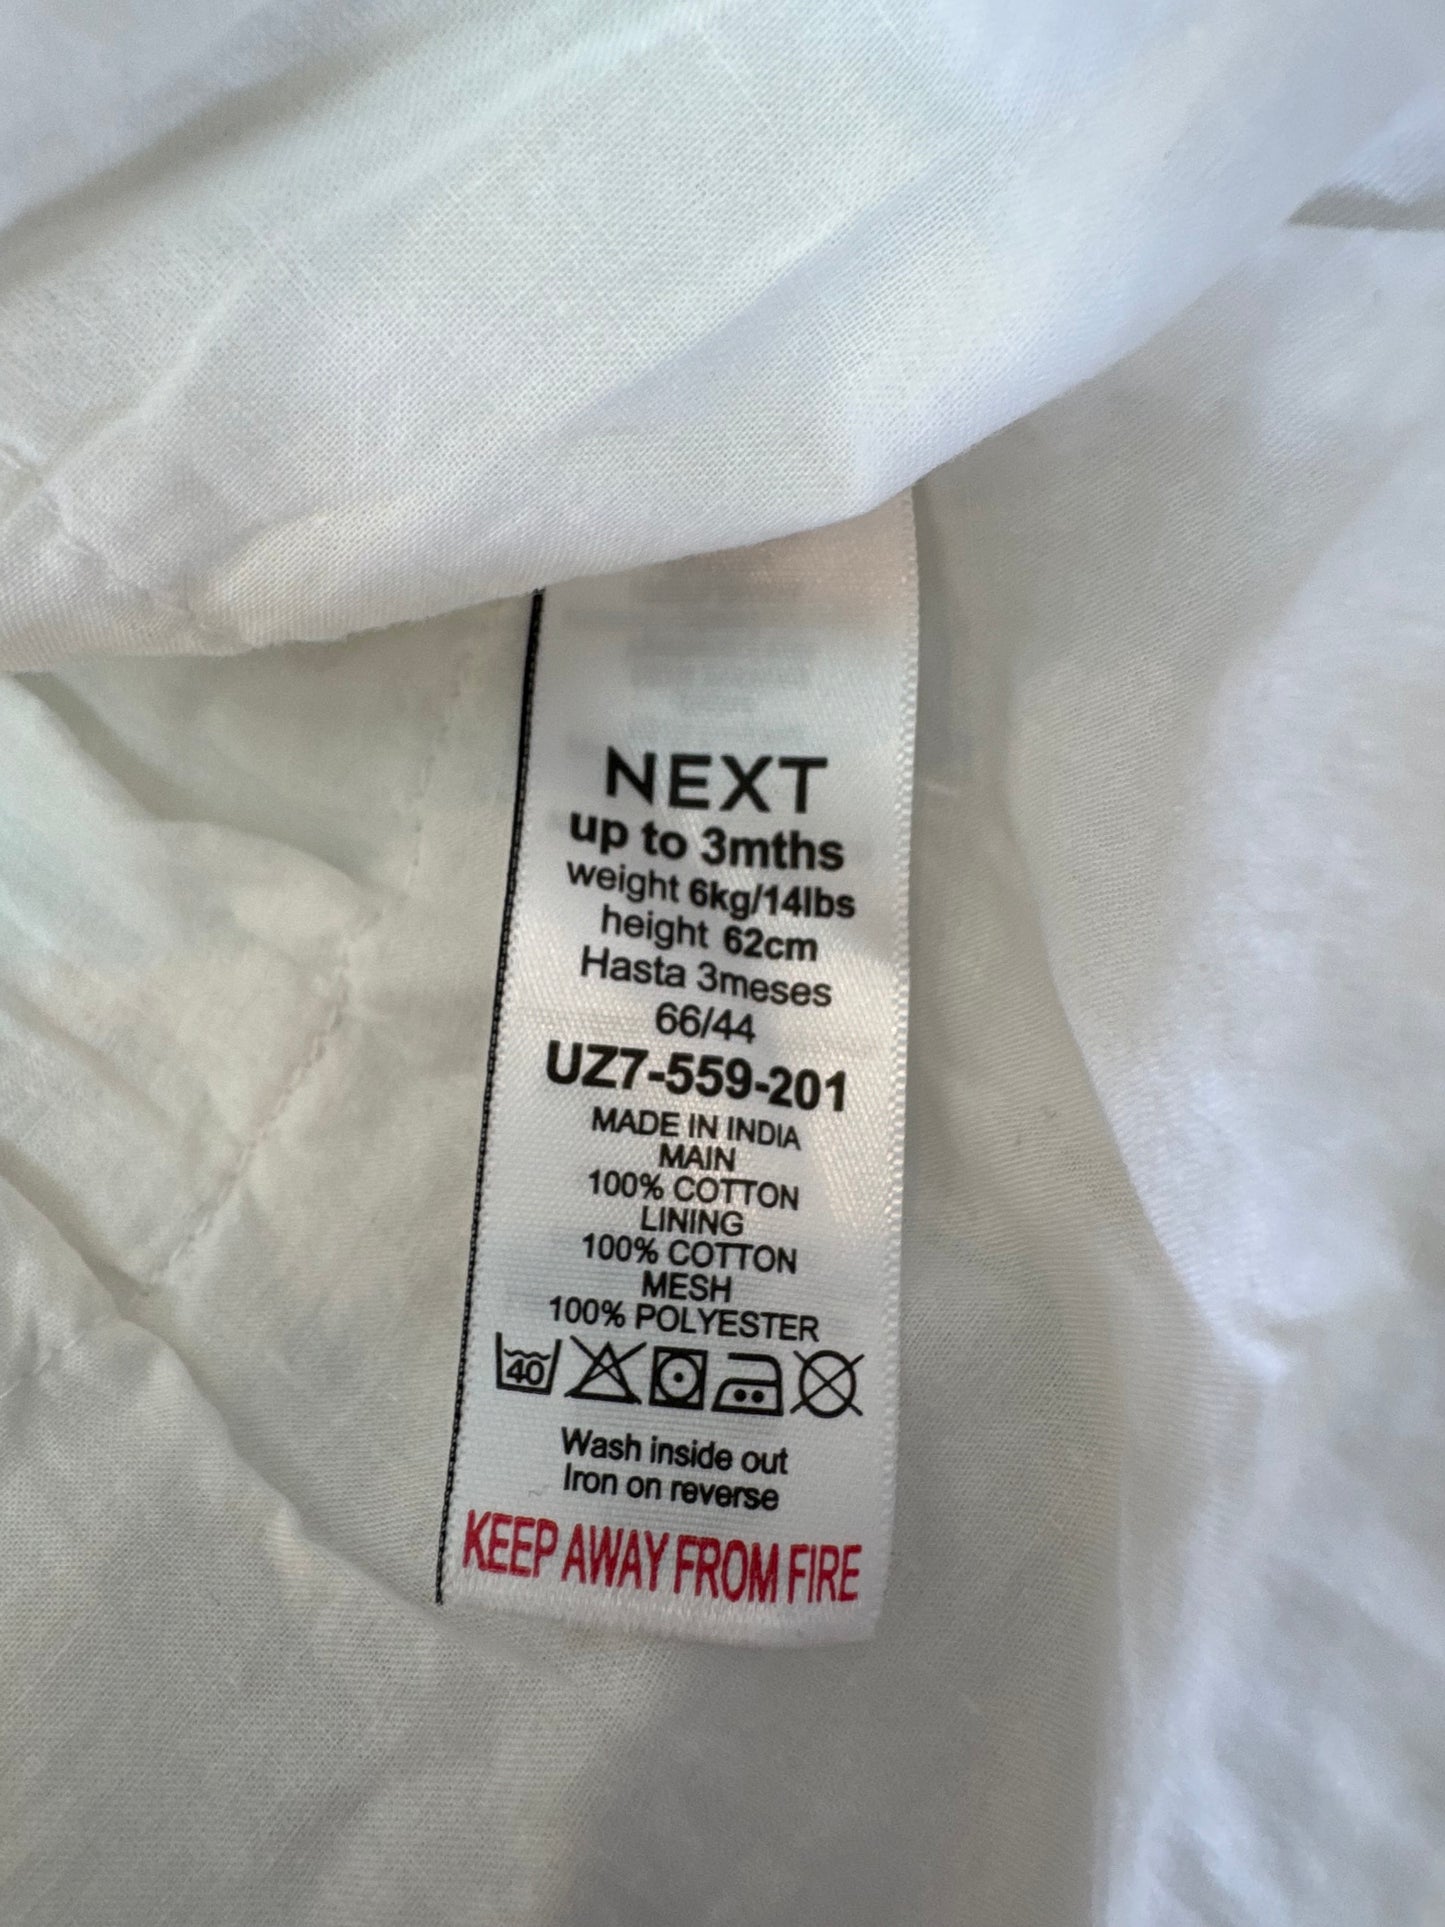 NEXT
up to 3mths
weight 6kg/14lbs
height 62cm
Hasta 3meses
66/44
UZ7-559-201
MADE IN INDIA
MAIN
100% COTTON
LINING
100% COTTON
MESH
100% POLYESTER
40
Wash inside out
Iron on reverse
KEEP AWAY FROM FIRE